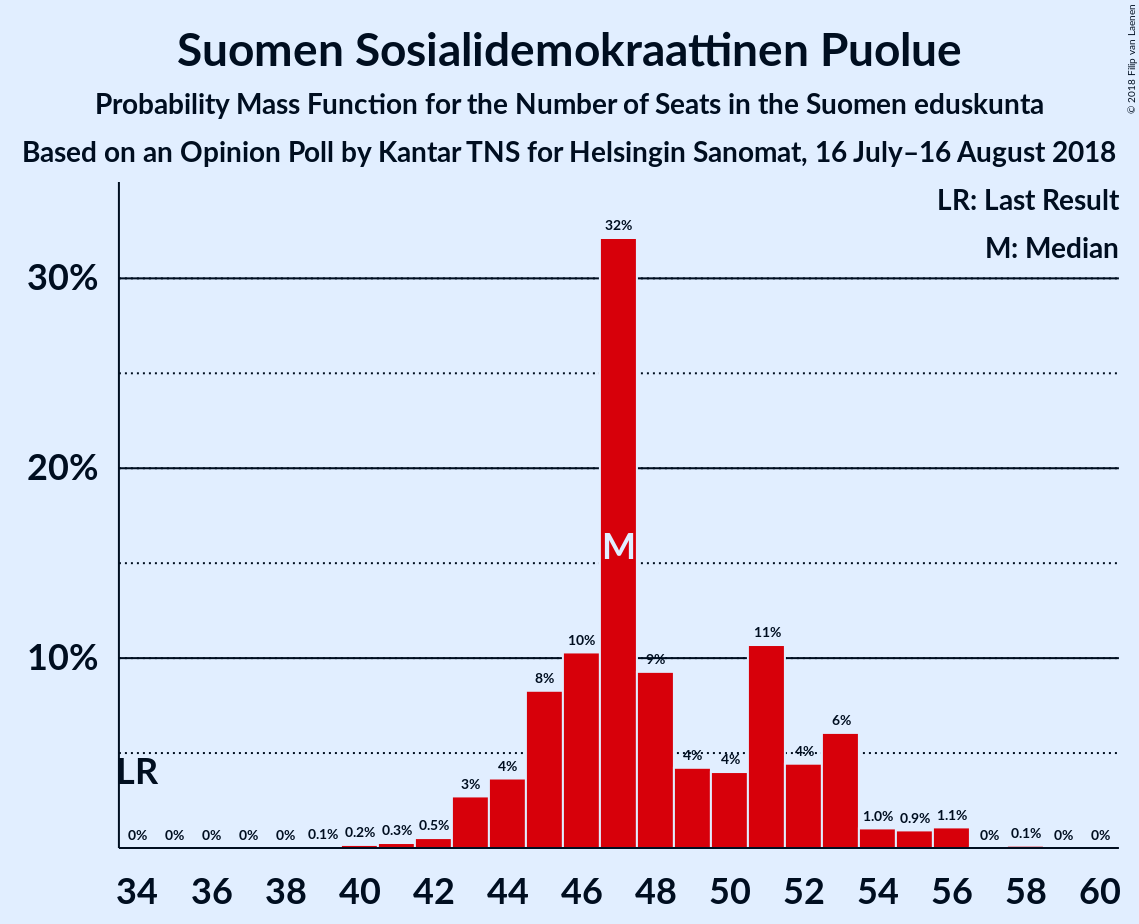 Suomen Sosialidemokraattinen Puolue
Probability Mass Function for the Number of Seats in the Suomen eduskunta
Based on an Opinion Poll by Kantar TNS for Helsingin Sanomat, 16 July–16 August 2018
© 2018 Filip van Laenen
LR: Last Result
M: Median
30%
20%
10%
32%
M
10%
8%
9%
11%
4%
3%
4%
4%
4%
6%
LR
0% 0% 0% 0% 0% 0.1% 0.2% 0.3% 0.5% 1.0% 0.9% 1.1% 0% 0.1% 0% 0%
34 36 38 40 42 44 46 48 50 52 54 56 58 60